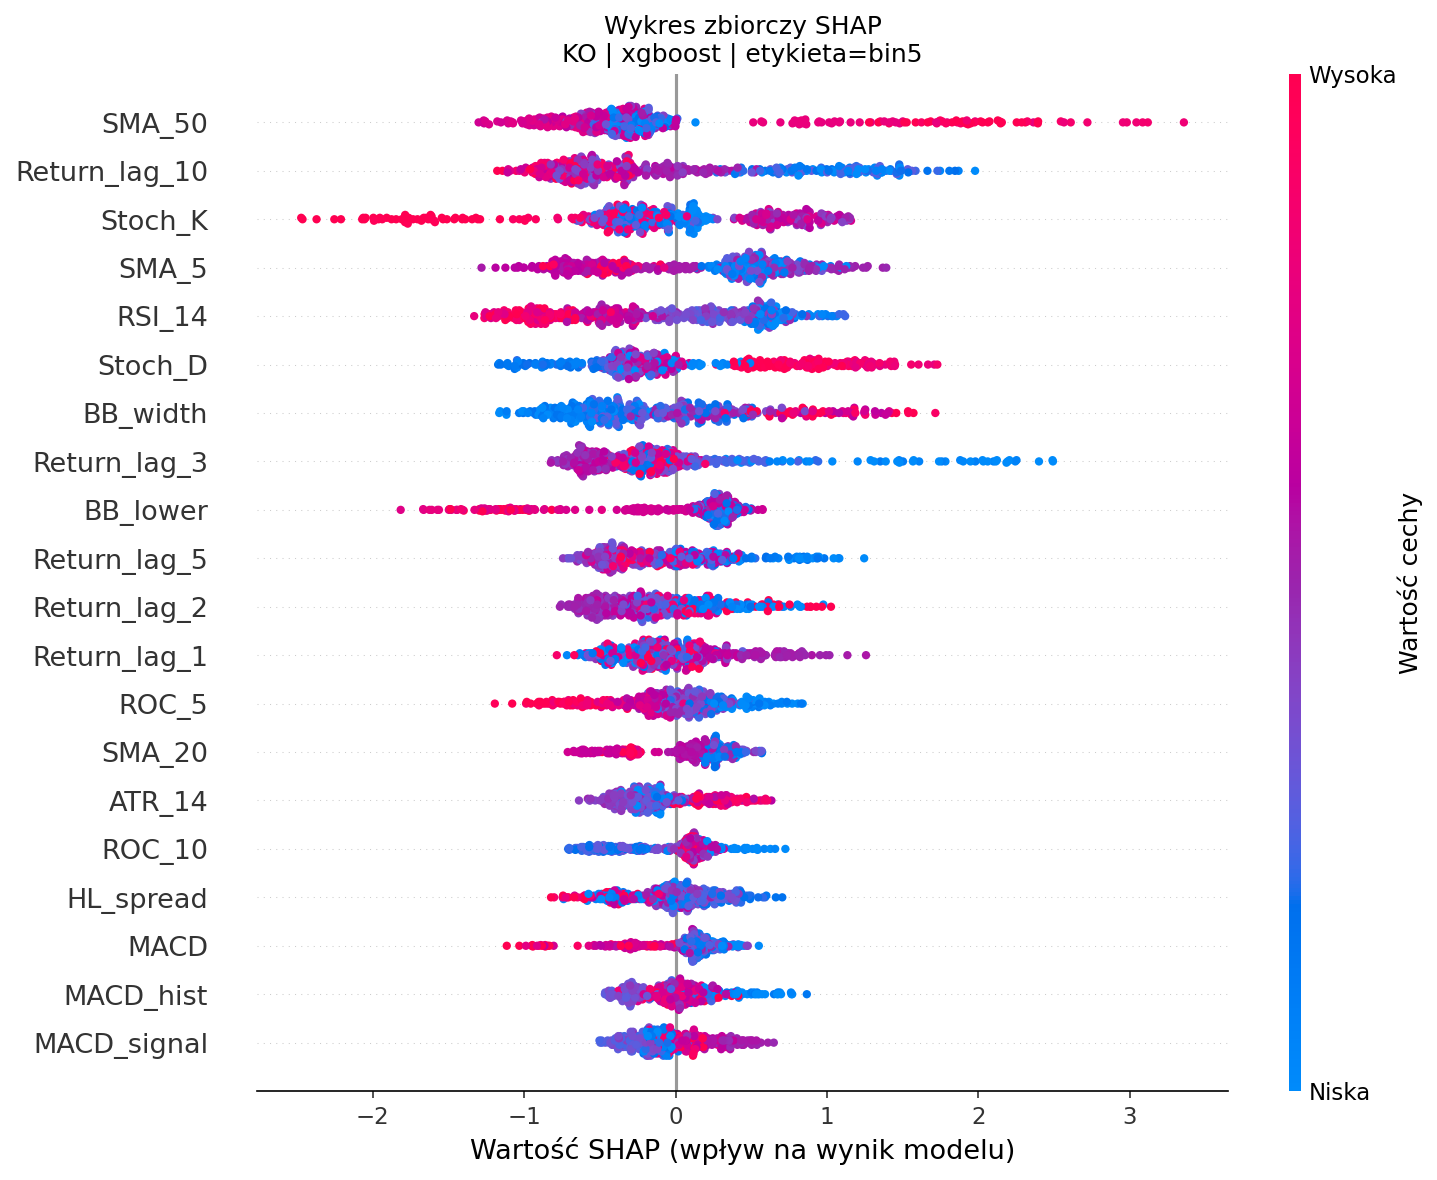 Wykres zbiorczy SHAP
KO | xgboost | etykieta=bin5
SMA_50
Return_lag_10
Stoch_K
SMA_5
RSI_14
Stoch_D
BB_width
Return_lag_3
BB_lower
Return_lag_5
Return_lag_2
Return_lag_1
ROC_5
SMA_20
ATR_14
ROC_10
HL_spread
MACD
MACD_hist
MACD_signal
−2
−1
0
1
2
3
Wartość SHAP (wpływ na wynik modelu)
Wysoka
Niska
Wartość cechy